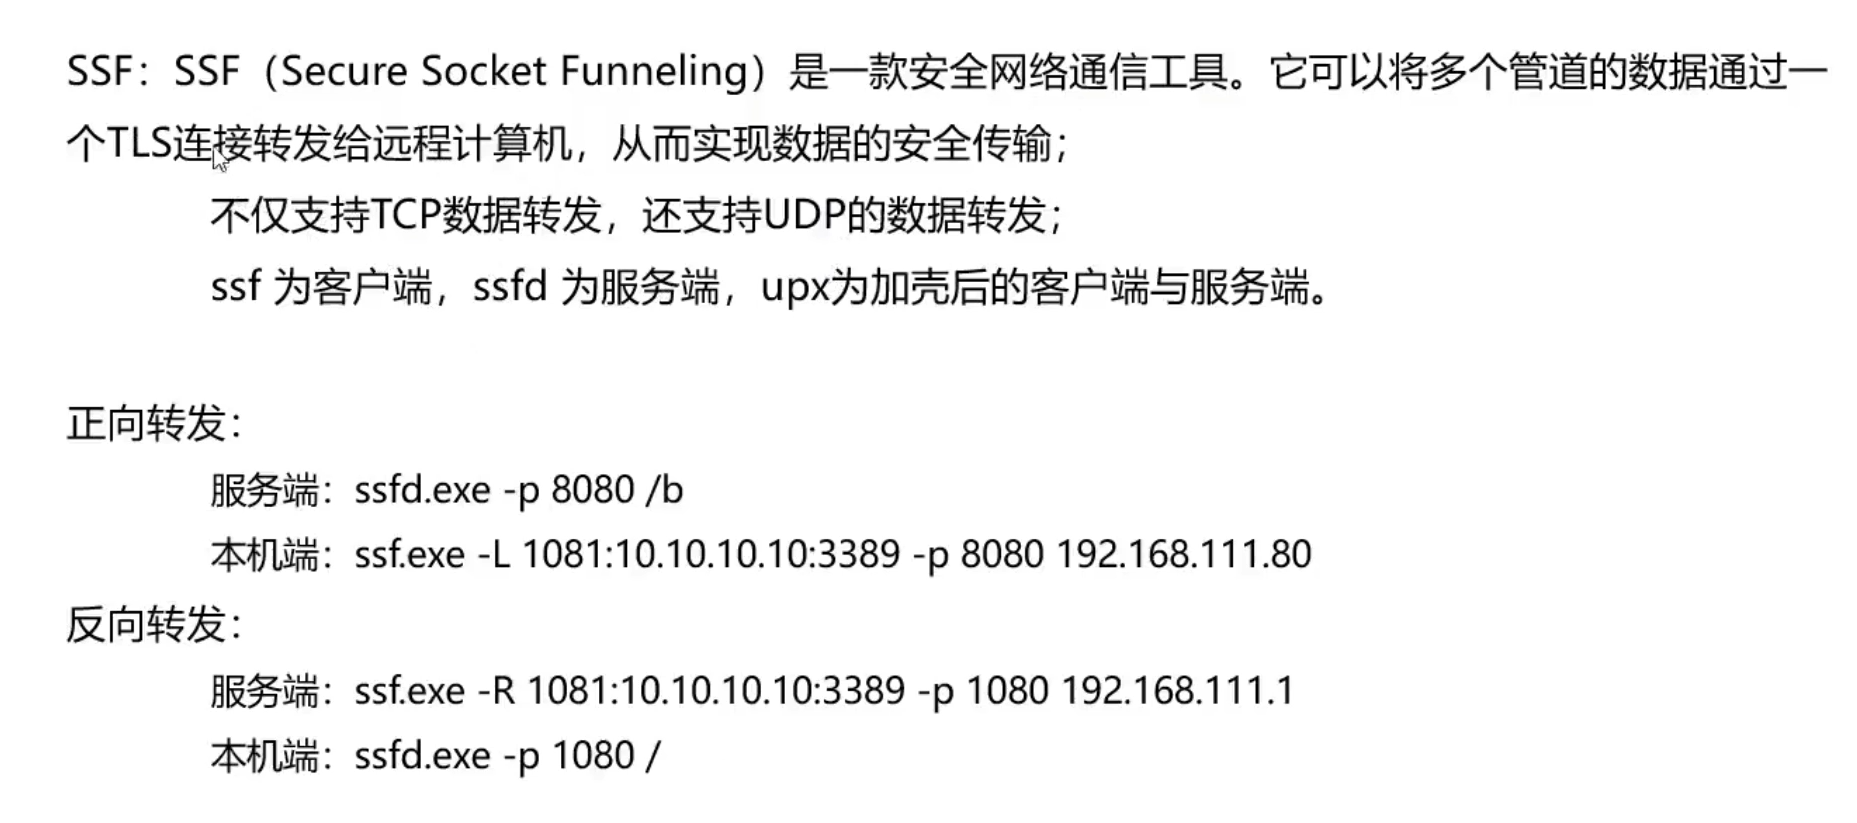 SSF：SSF（Secure Socket Funneling）是一款安全网络通信工具。它可以将多个管道的数据通过一
个TLS连接转发给远程计算机，从而实现数据的安全传输；
不仅支持TCP数据转发，还支持UDP的数据转发；
ssf 为客户端，ssfd 为服务端，upx为加壳后的客户端与服务端。
正向转发：
服务端：ssfd.exe -p 8080 /b
本机端：ssf.exe -L 1081:10.10.10.10:3389 -p 8080 192.168.111.80
反向转发：
服务端：ssf.exe -R 1081:10.10.10.10:3389 -p 1080 192.168.111.1
本机端：ssfd.exe -p 1080 /